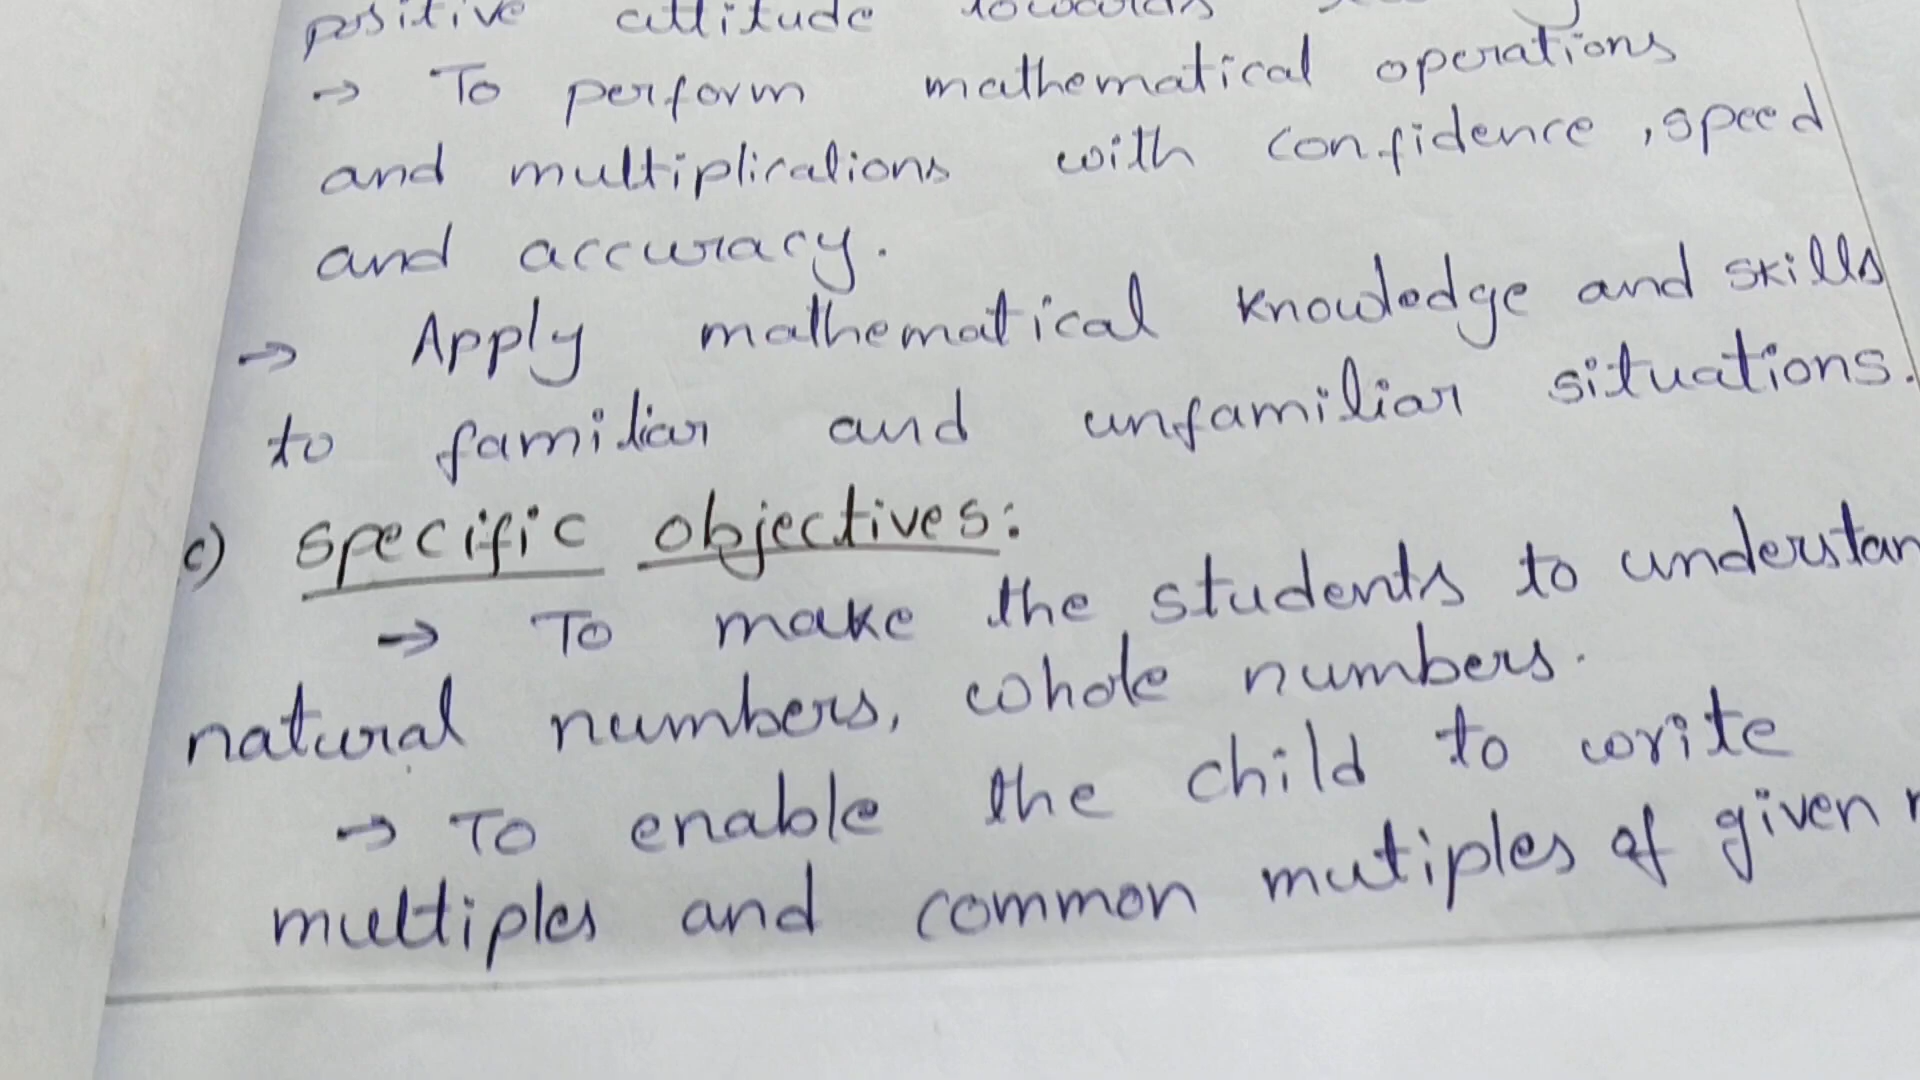 positive attitude towards
→ To perform mathematical operations
and multiplications with confidence, speed
and accuracy.
→ Apply mathematical knowledge and skills
to familiar and unfamiliar situations.
c) specific objectives:
→ To make the students to understan
natural numbers, whole numbers.
→ To enable the child to write
multiples and common mutiples of given